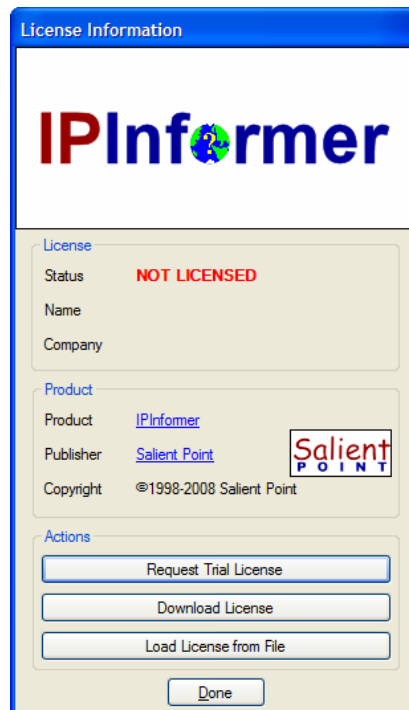 License Information
IPInformer
License
Status NOT LICENSED
Name
Company
Product
Product IPInformer
Publisher Salient Point
Salient
POINT
Copyright ©1998-2008 Salient Point
Actions
Request Trial License
Download License
Load License from File
Done